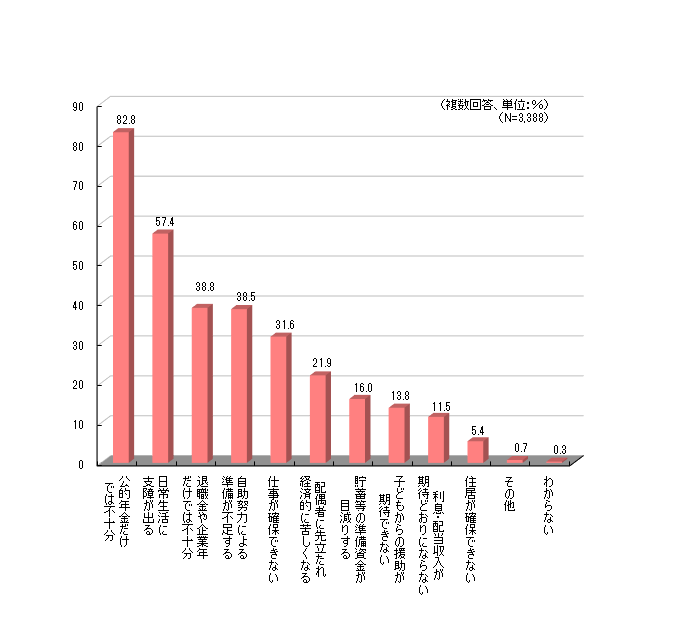 (複数回答、単位:%)
(N=3,388)
90
80
70
60
50
40
30
20
10
0
82.8
57.4
38.8
38.5
31.6
21.9
16.0
13.8
11.5
5.4
0.7
0.3
公的年金だけ
では不十分
日常生活に
支障が出る
退職金や企業年
だけでは不十分
自助努力による
準備が不足する
仕事が確保できない
配偶者に先立たれ
経済的に苦しくなる
貯蓄等の準備資金が
目減りする
子どもからの援助が
期待できない
利息・配当収入が
期待どおりにならない
住居が確保できない
その他
わからない